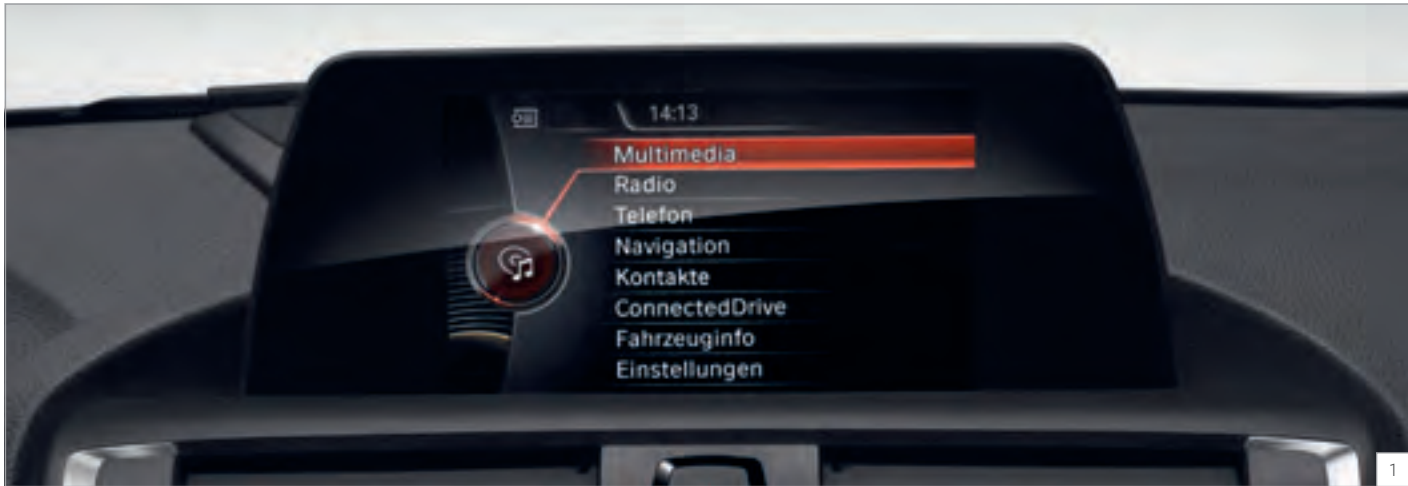 14:13
Multimedia
Radio
Telefon
Navigation
Kontakte
ConnectedDrive
Fahrzeuginfo
Einstellungen
1